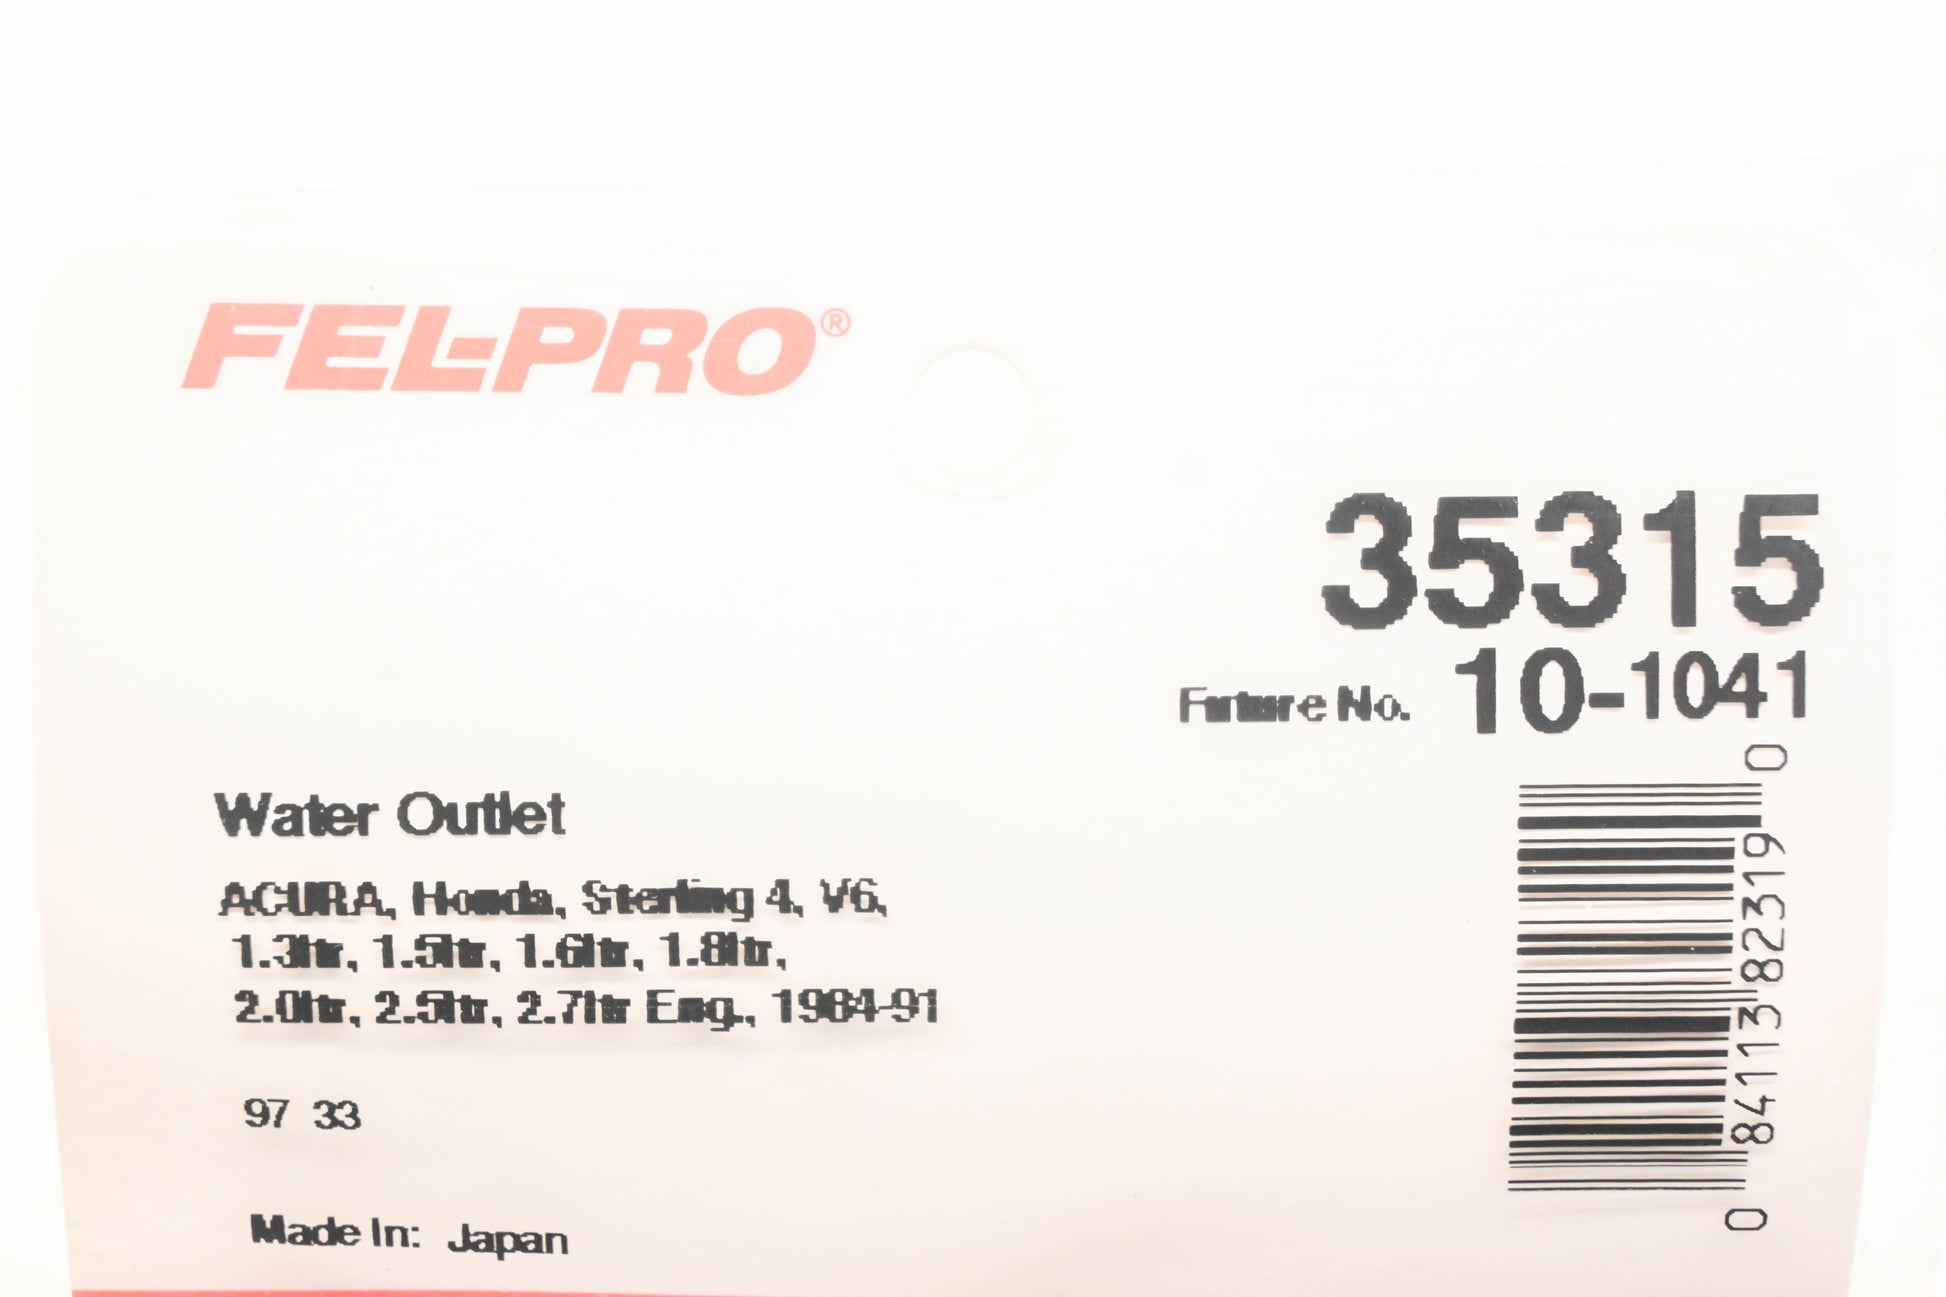 FEL-PRO®
35315
Future No. 10-1041
Water Outlet
ACURA, Honda, Sterling 4, V6,
1.3ltr, 1.5ltr, 1.6ltr, 1.8ltr,
2.0ltr, 2.5ltr, 2.7ltr Eng., 1984-91
97 33
Made In: Japan
0 84113 82319 0